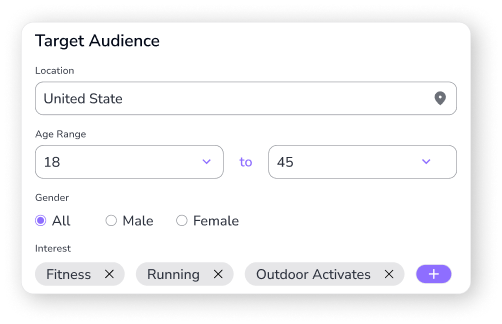 Target Audience
Location
United State
Age Range
18 to 45
Gender
All Male Female
Interest
Fitness Running Outdoor Activates